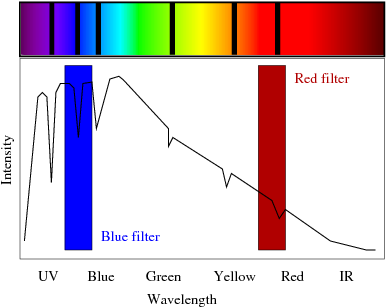 Red filter
Intensity
Blue filter
UV Blue Green Yellow Red IR
Wavelength